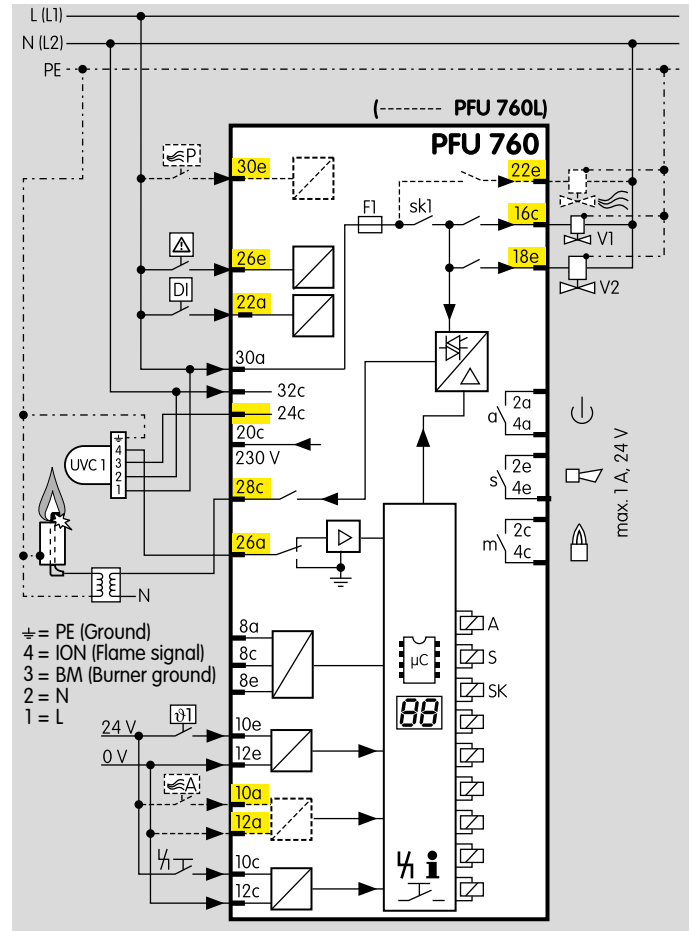 L (L1)
N (L2)
PE
(------- PFU 760L)
PFU 760
P
30e
22e
F1
sk1
16c
V1
26e
18e
DI
22a
V2
30a
32c
24c
20c
230 V
UVC 1
4
3
2
1
28c
26a
N
2a
a
4a
2e
s
4e
2c
m
4c
max. 1 A, 24 V
= PE (Ground)
4 = ION (Flame signal)
3 = BM (Burner ground)
2 = N
1 = L
8a
8c
8e
µC
88
A
S
SK
24 V
ϑ1
10e
0 V
12e
A
10a
12a
10c
12c
i